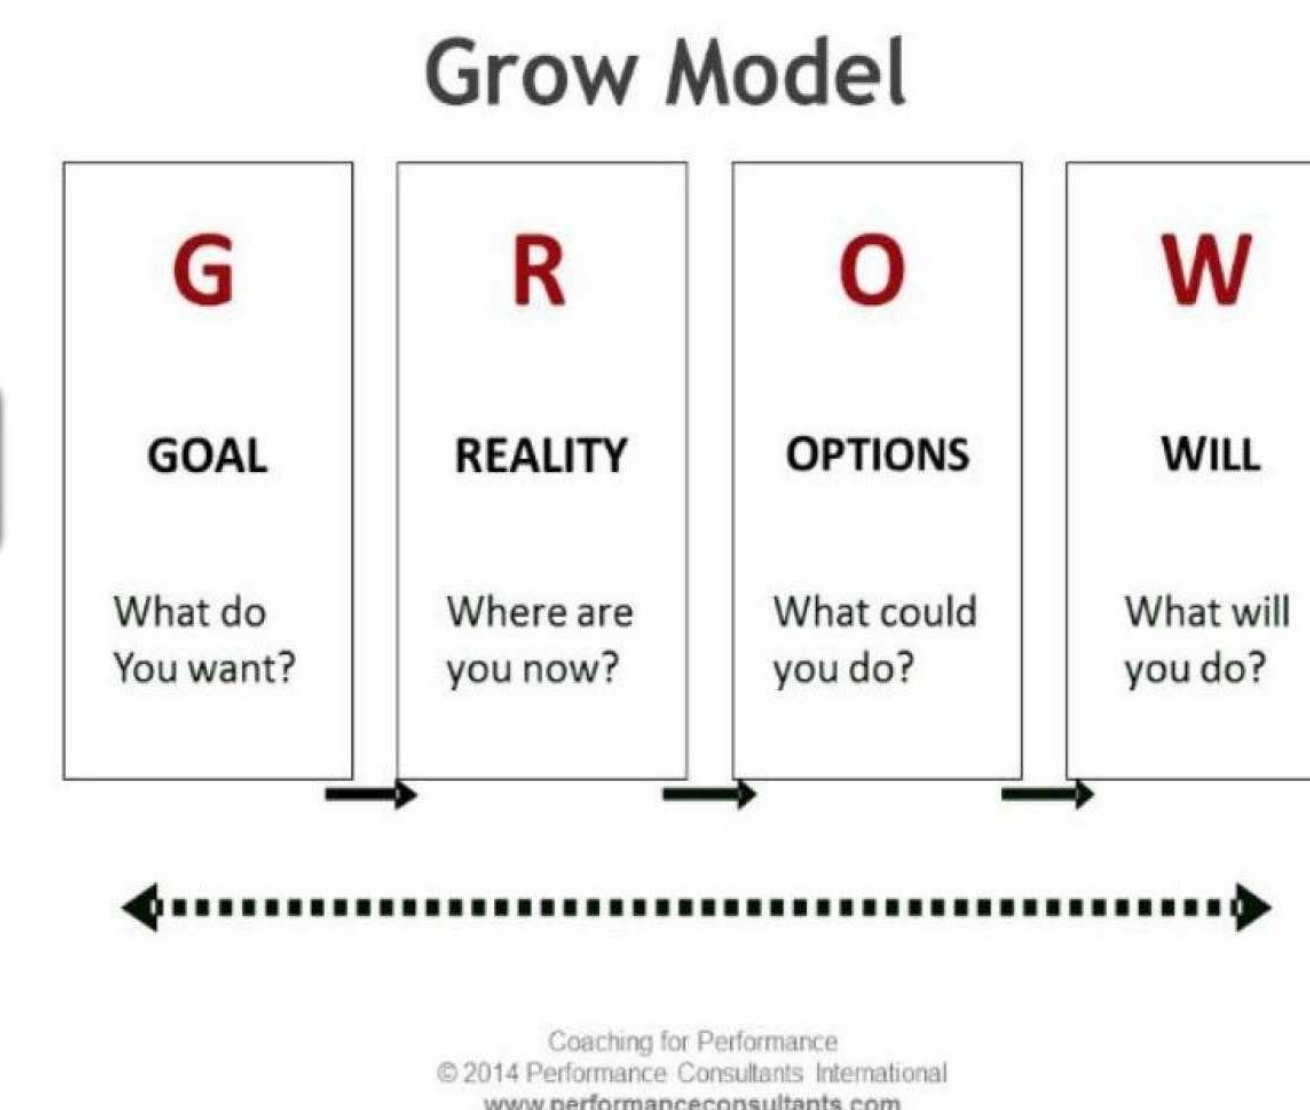 Grow Model
G
GOAL
What do
You want?
R
REALITY
Where are
you now?
O
OPTIONS
What could
you do?
W
WILL
What will
you do?
Coaching for Performance
© 2014 Performance Consultants International
www.performanceconsultants.com